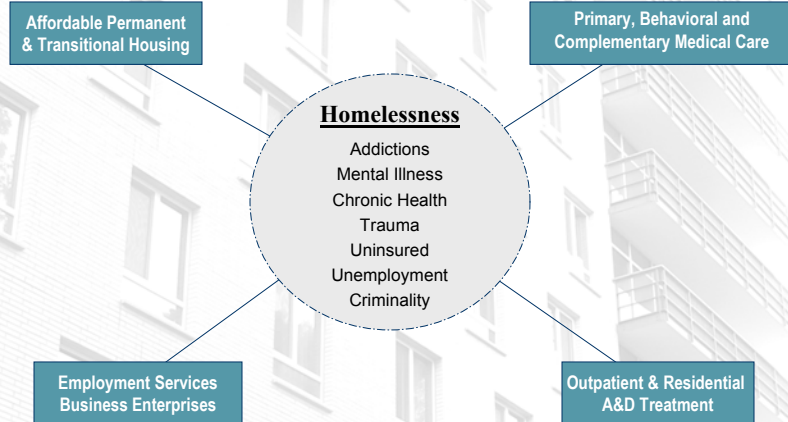 Affordable Permanent
& Transitional Housing
Primary, Behavioral and
Complementary Medical Care
Homelessness
Addictions
Mental Illness
Chronic Health
Trauma
Uninsured
Unemployment
Criminality
Employment Services
Business Enterprises
Outpatient & Residential
A&D Treatment